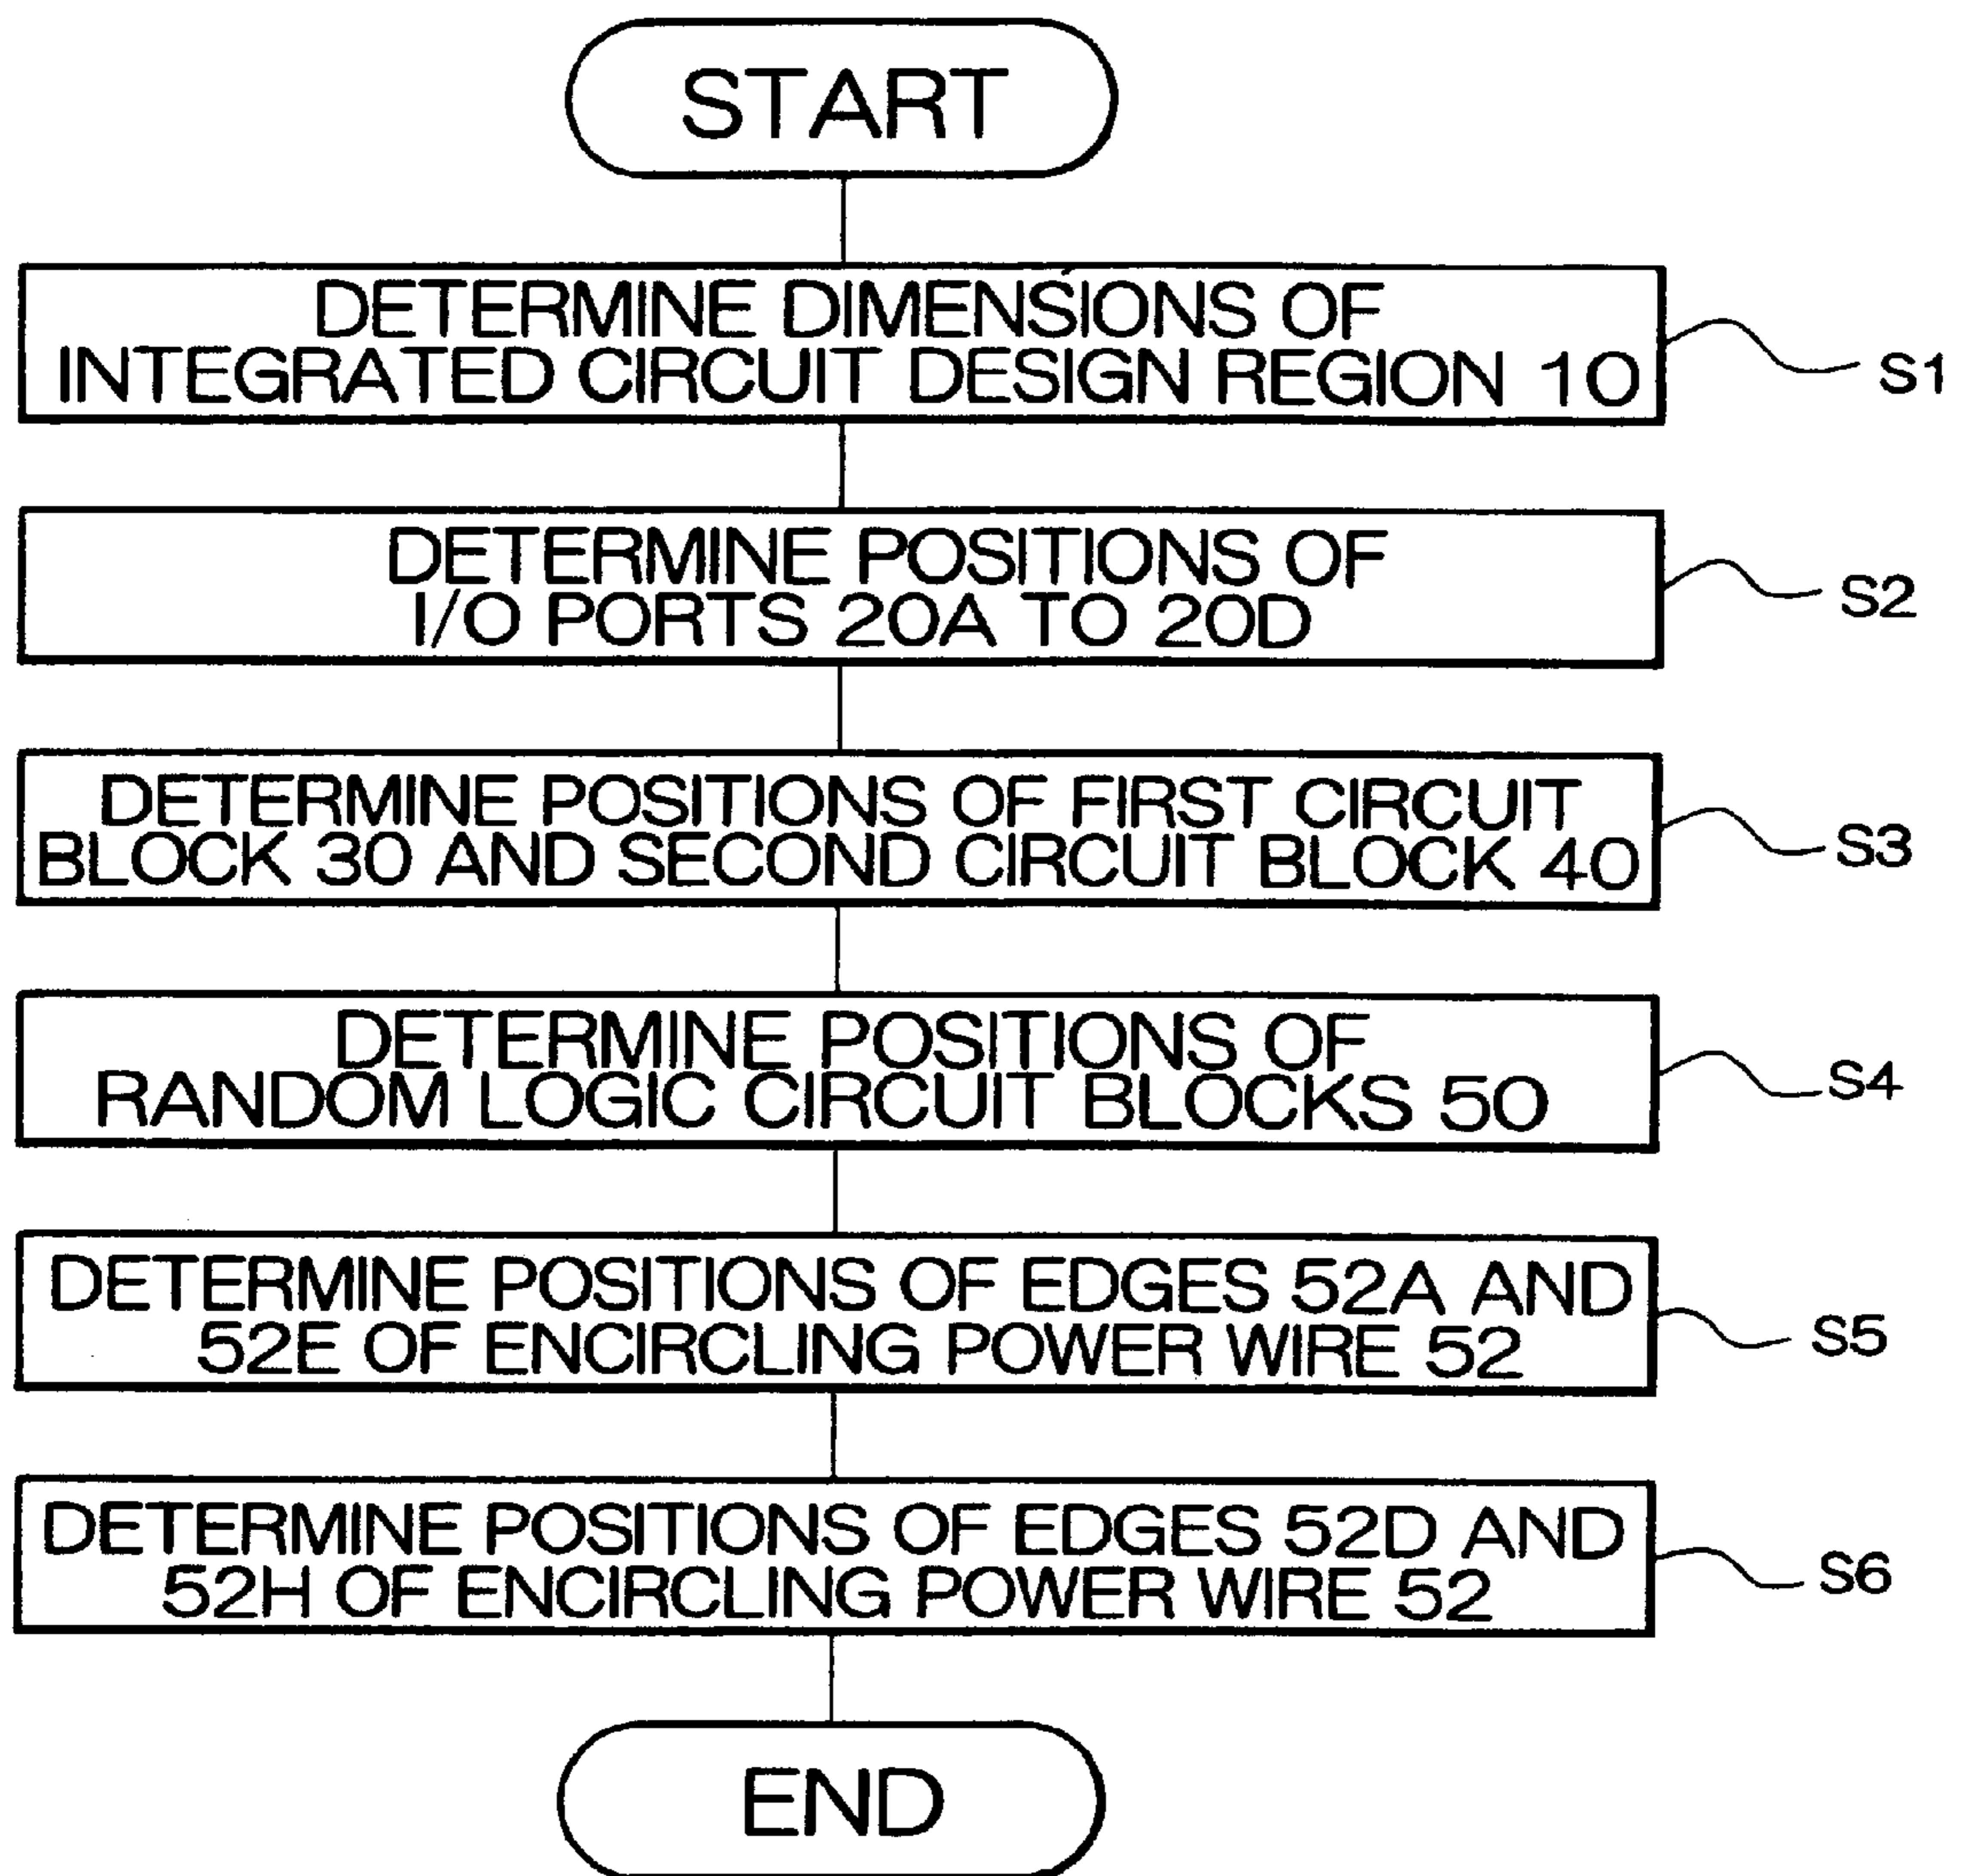 START
DETERMINE DIMENSIONS OF
INTEGRATED CIRCUIT DESIGN REGION 10
S1
DETERMINE POSITIONS OF
I/O PORTS 20A TO 20D
S2
DETERMINE POSITIONS OF FIRST CIRCUIT
BLOCK 30 AND SECOND CIRCUIT BLOCK 40
S3
DETERMINE POSITIONS OF
RANDOM LOGIC CIRCUIT BLOCKS 50
S4
DETERMINE POSITIONS OF EDGES 52A AND
52E OF ENCIRCLING POWER WIRE 52
S5
DETERMINE POSITIONS OF EDGES 52D AND
52H OF ENCIRCLING POWER WIRE 52
S6
END